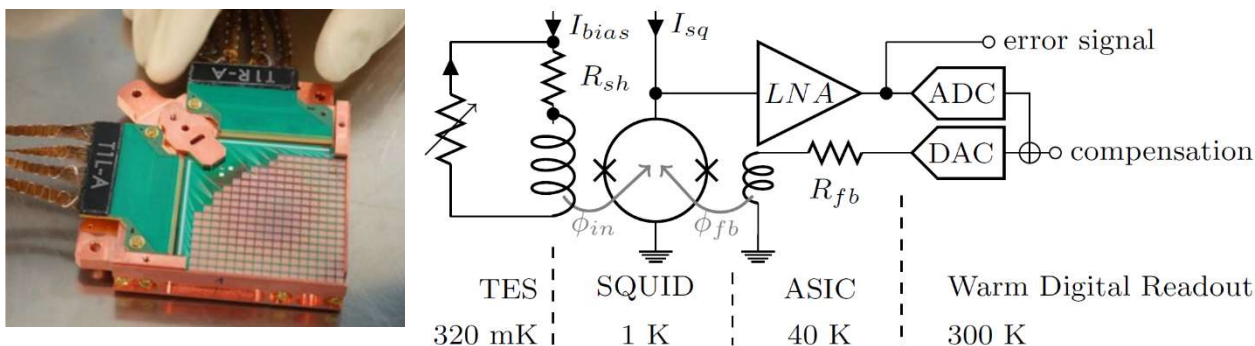 T1R-A
T1L-A
I_bias
I_sq
R_sh
LNA
error signal
ADC
DAC
compensation
R_fb
ϕ_in
ϕ_fb
TES SQUID ASIC Warm Digital Readout
320 mK 1 K 40 K 300 K